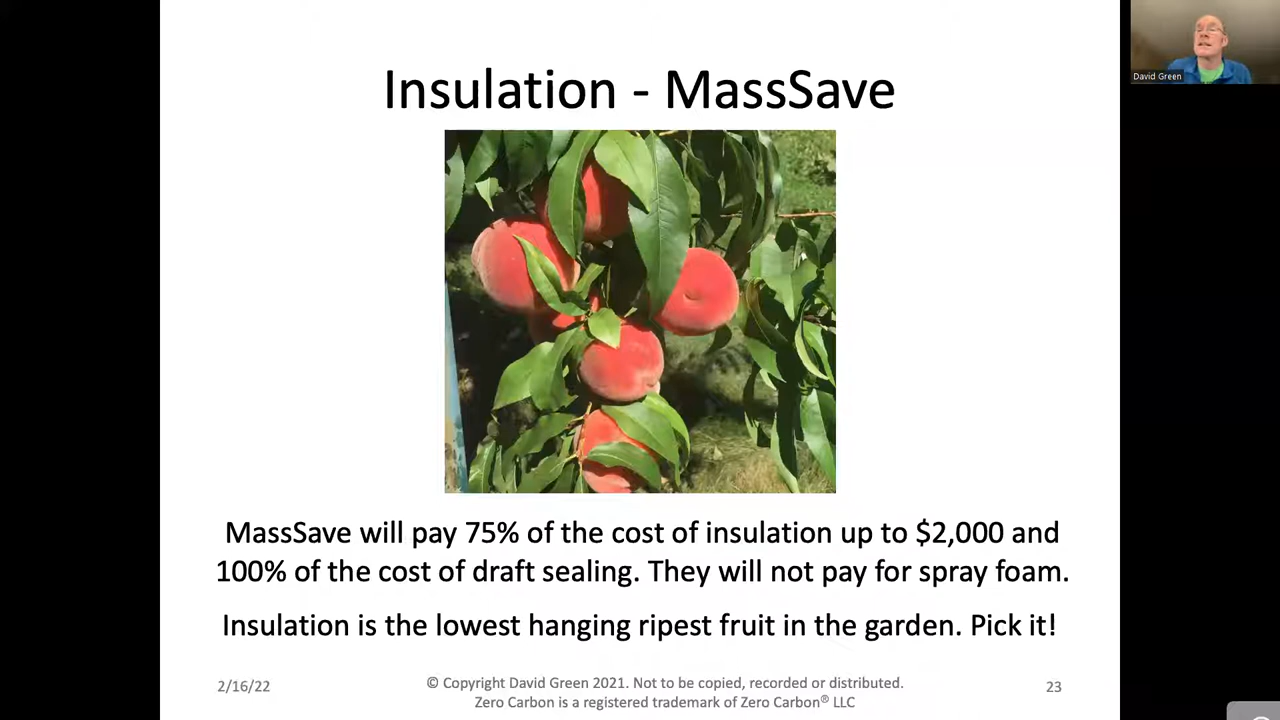 Insulation - MassSave
David Green
MassSave will pay 75% of the cost of insulation up to $2,000 and
100% of the cost of draft sealing. They will not pay for spray foam.
Insulation is the lowest hanging ripest fruit in the garden. Pick it!
2/16/22
© Copyright David Green 2021. Not to be copied, recorded or distributed.
Zero Carbon is a registered trademark of Zero Carbon® LLC
23